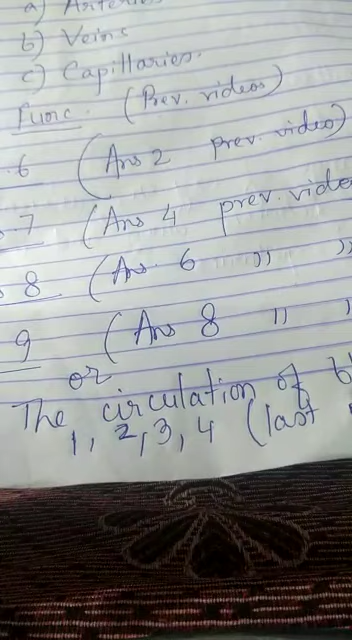 a) Arteries
b) Veins
c) Capillaries.
Func. (Prev. videos)
.6 (Ans 2 prev. video)
.7 (Ans 4 prev. vide
s 8 (Ans 6 " "
9 (Ans 8 " "
or
The circulation of bl
1, 2, 3, 4 (last